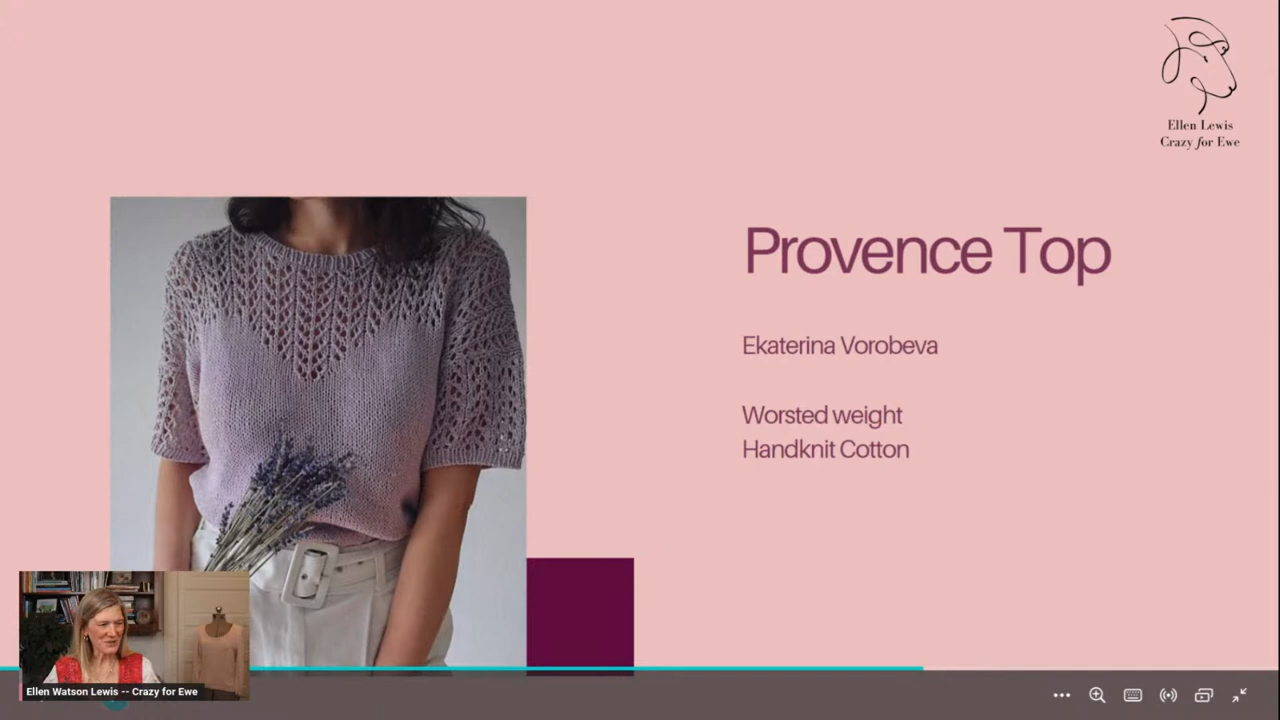 Ellen Lewis
Crazy for Ewe
Provence Top
Ekaterina Vorobeva
Worsted weight
Handknit Cotton
Ellen Watson Lewis -- Crazy for Ewe